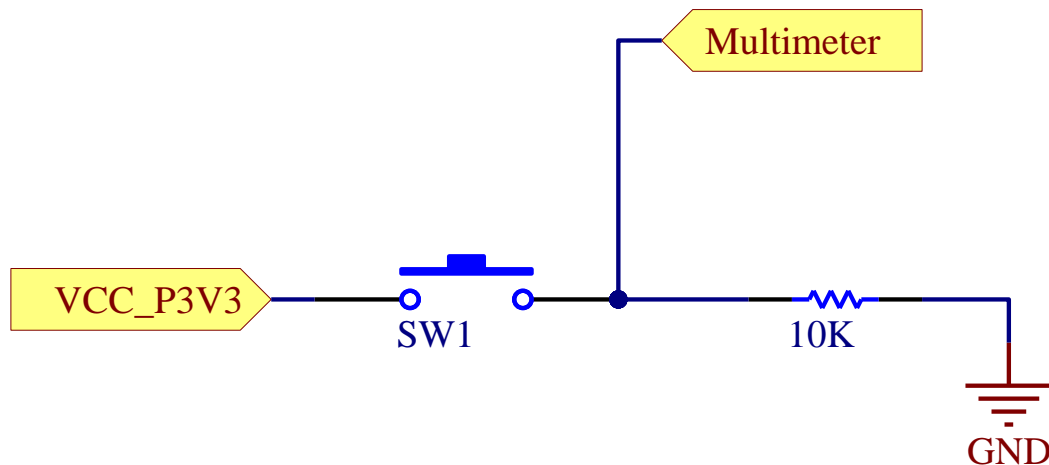 Multimeter
VCC_P3V3
SW1
10K
GND